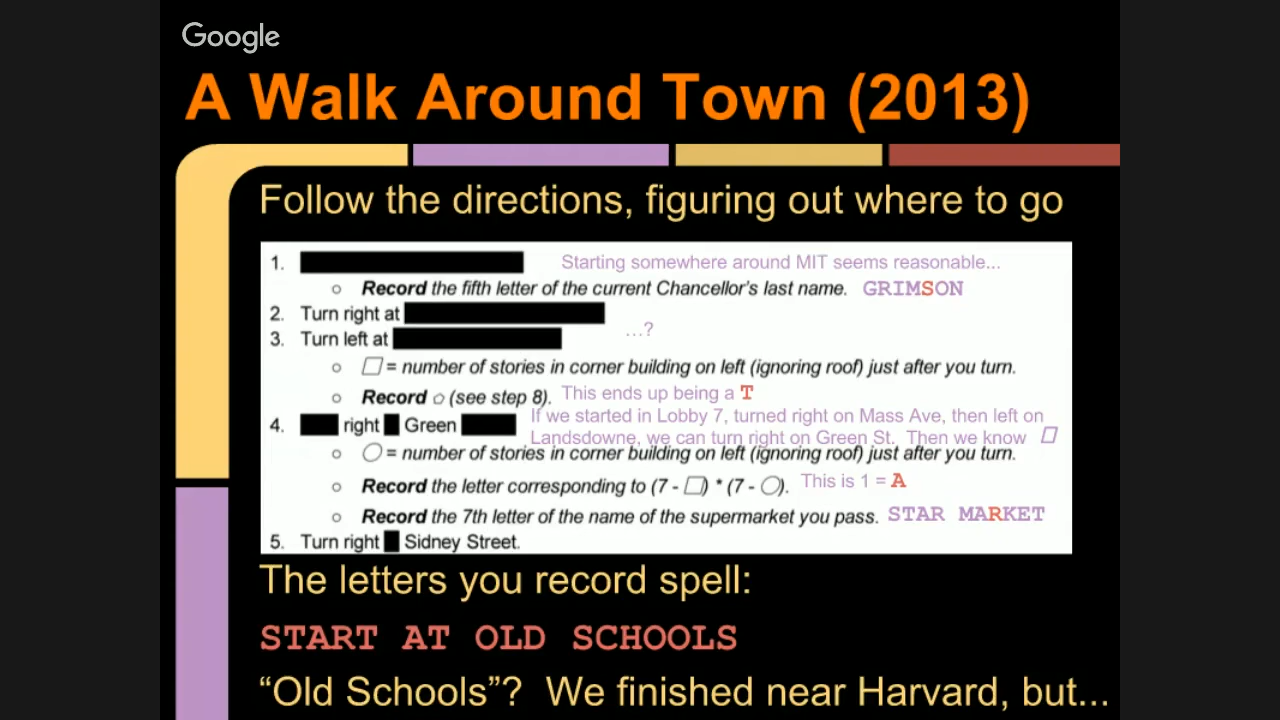 Google
A Walk Around Town (2013)
Follow the directions, figuring out where to go
1. Starting somewhere around MIT seems reasonable...
Record the fifth letter of the current Chancellor's last name. GRIMSON
2. Turn right at
3. Turn left at ...?
= number of stories in corner building on left (ignoring roof) just after you turn.
Record (see step 8). This ends up being a T
4. right Green If we started in Lobby 7, turned right on Mass Ave, then left on
Landsdowne, we can turn right on Green St. Then we know
= number of stories in corner building on left (ignoring roof) just after you turn.
Record the letter corresponding to (7 - ) * (7 - ). This is 1 = A
Record the 7th letter of the name of the supermarket you pass. STAR MARKET
5. Turn right Sidney Street.
The letters you record spell:
START AT OLD SCHOOLS
“Old Schools”? We finished near Harvard, but...